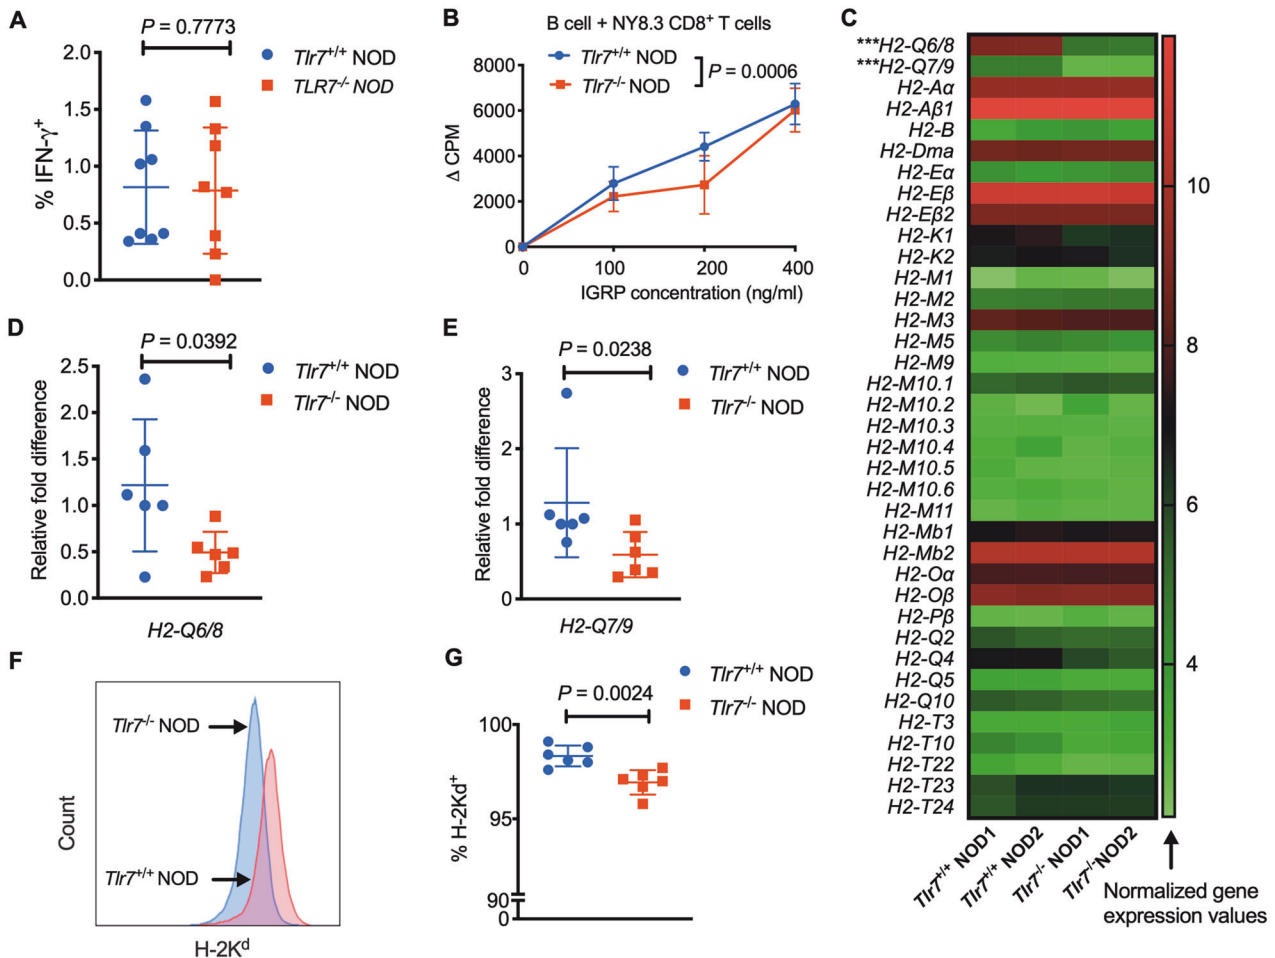 A
P = 0.7773
Tlr7+/+ NOD
TLR7-/- NOD
% IFN-γ+
2.0
1.5
1.0
0.5
0.0
B
B cell + NY8.3 CD8+ T cells
Tlr7+/+ NOD
Tlr7-/- NOD
P = 0.0006
Δ CPM
8000
6000
4000
2000
0
0 100 200 400
IGRP concentration (ng/ml)
C
***H2-Q6/8
***H2-Q7/9
H2-Aα
H2-Aβ1
H2-B
H2-Dma
H2-Eα
H2-Eβ
H2-Eβ2
H2-K1
H2-K2
H2-M1
H2-M2
H2-M3
H2-M5
H2-M9
H2-M10.1
H2-M10.2
H2-M10.3
H2-M10.4
H2-M10.5
H2-M10.6
H2-M11
H2-Mb1
H2-Mb2
H2-Oα
H2-Oβ
H2-Pβ
H2-Q2
H2-Q4
H2-Q5
H2-Q10
H2-T3
H2-T10
H2-T22
H2-T23
H2-T24
10
8
6
4
Tlr7+/+ NOD1
Tlr7+/+ NOD2
Tlr7-/- NOD1
Tlr7-/-NOD2
Normalized gene
expression values
D
P = 0.0392
Tlr7+/+ NOD
Tlr7-/- NOD
Relative fold difference
2.5
2.0
1.5
1.0
0.5
0.0
H2-Q6/8
E
P = 0.0238
Tlr7+/+ NOD
Tlr7-/- NOD
Relative fold difference
3
2
1
0
H2-Q7/9
F
Tlr7-/- NOD
Tlr7+/+ NOD
Count
H-2Kd
G
P = 0.0024
Tlr7+/+ NOD
Tlr7-/- NOD
% H-2Kd+
100
95
90
0